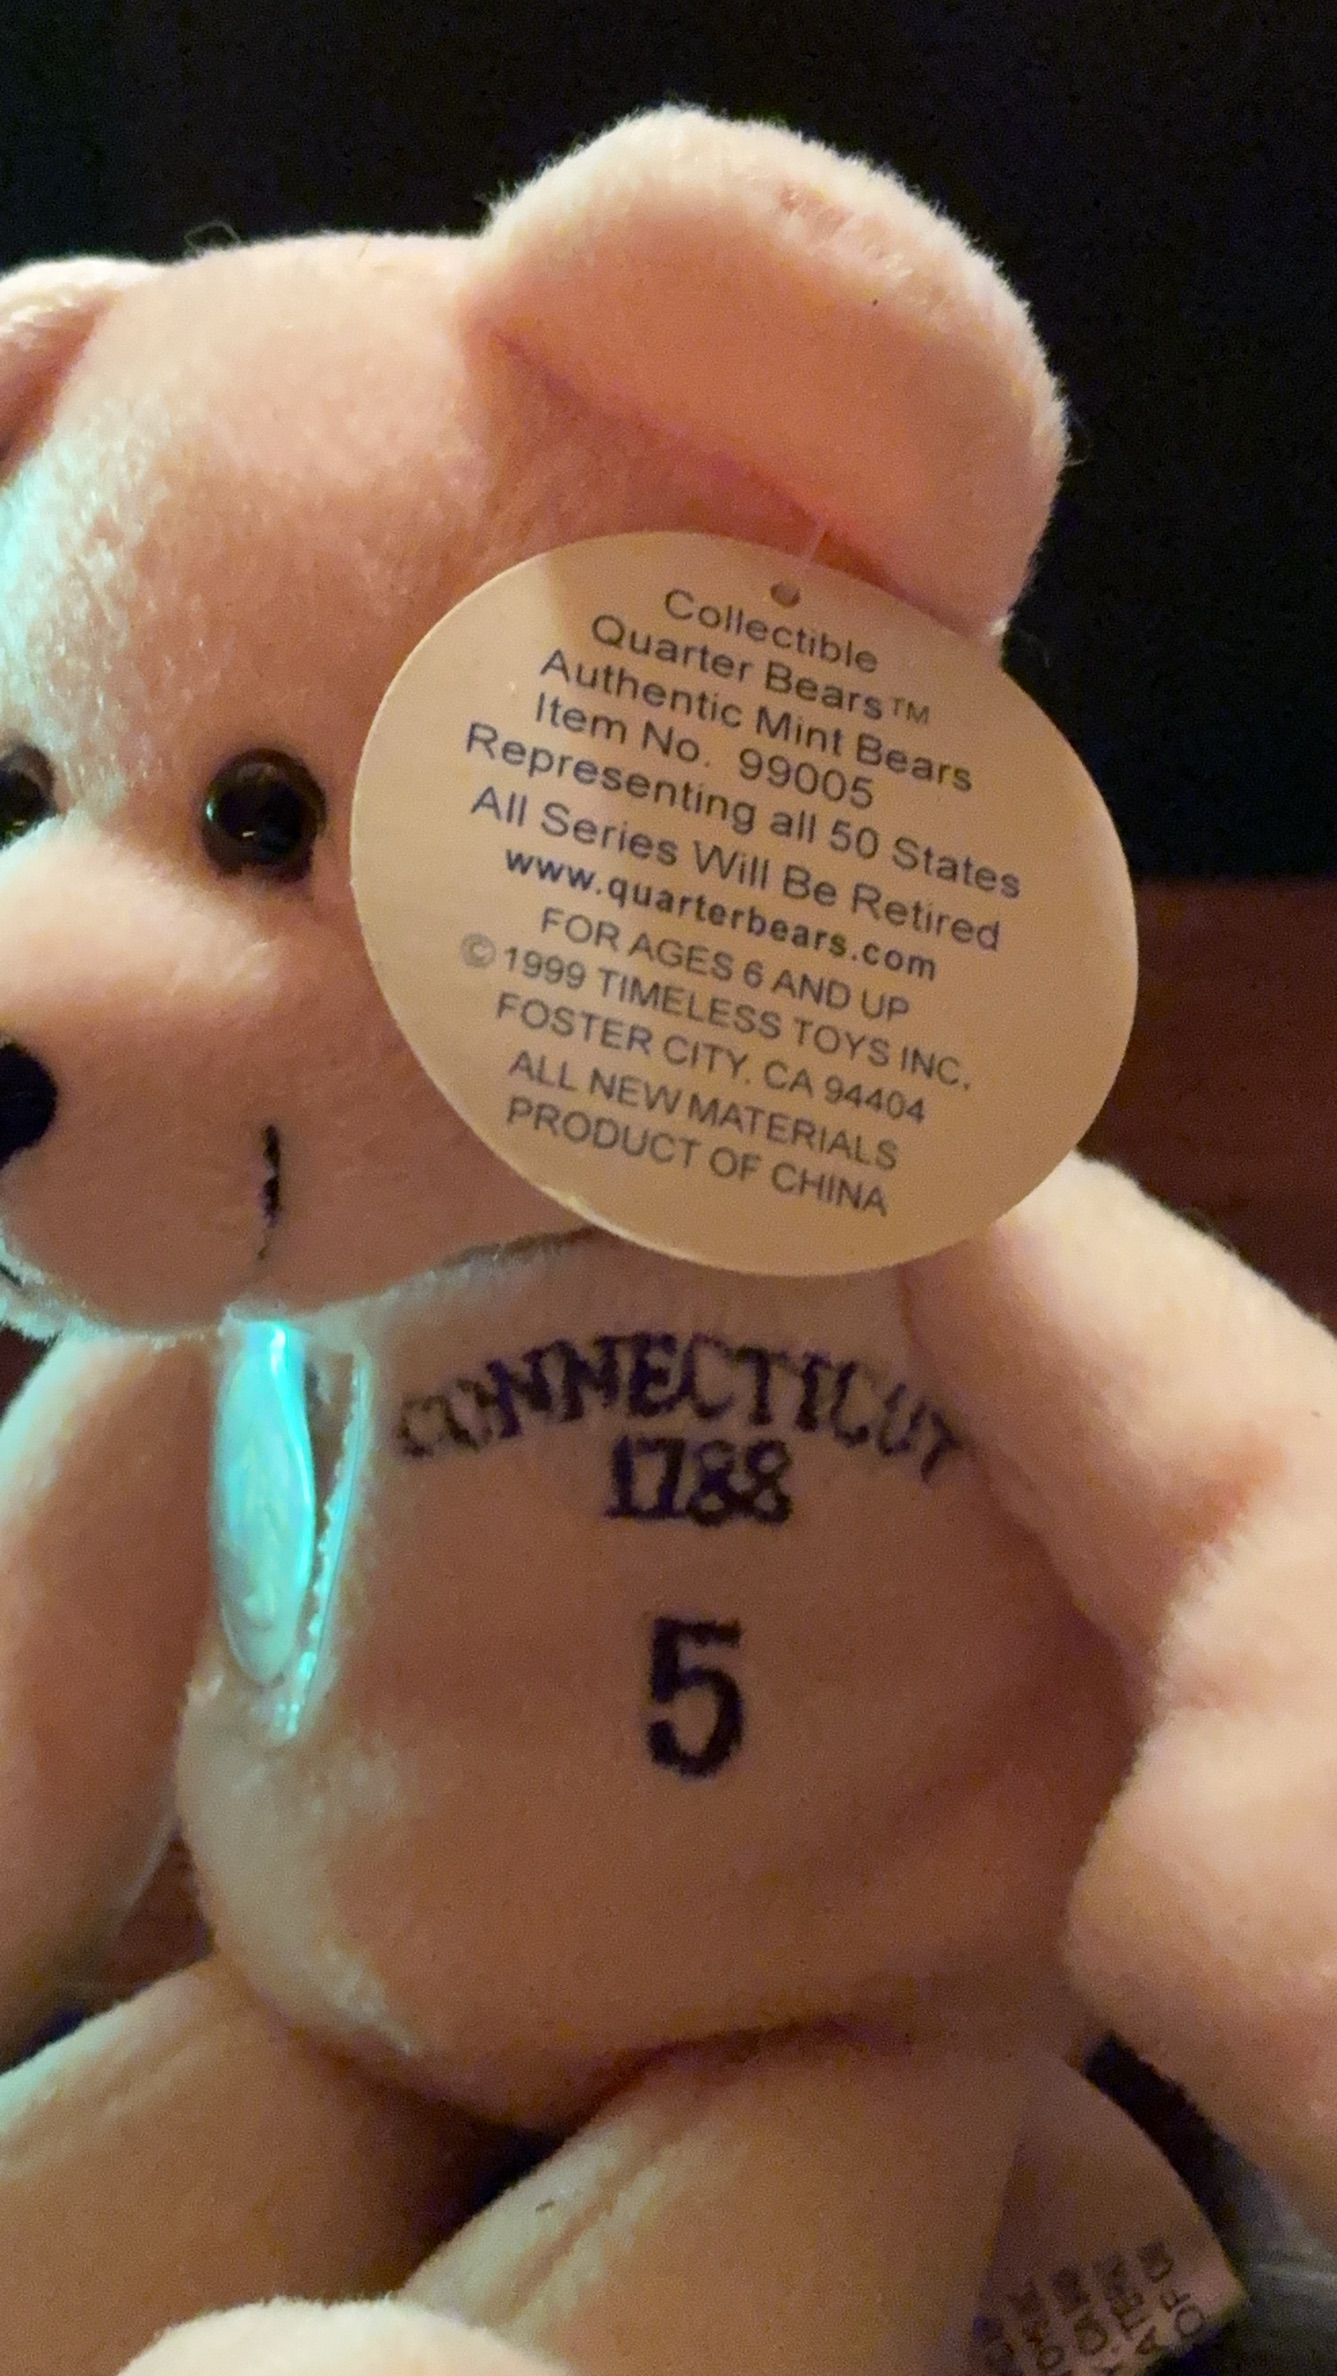 Collectible
Quarter Bears™
Authentic Mint Bears
Item No. 99005
Representing all 50 States
All Series Will Be Retired
www.quarterbears.com
FOR AGES 6 AND UP
© 1999 TIMELESS TOYS INC.
FOSTER CITY, CA 94404
ALL NEW MATERIALS
PRODUCT OF CHINA
CONNECTICUT
1788
5